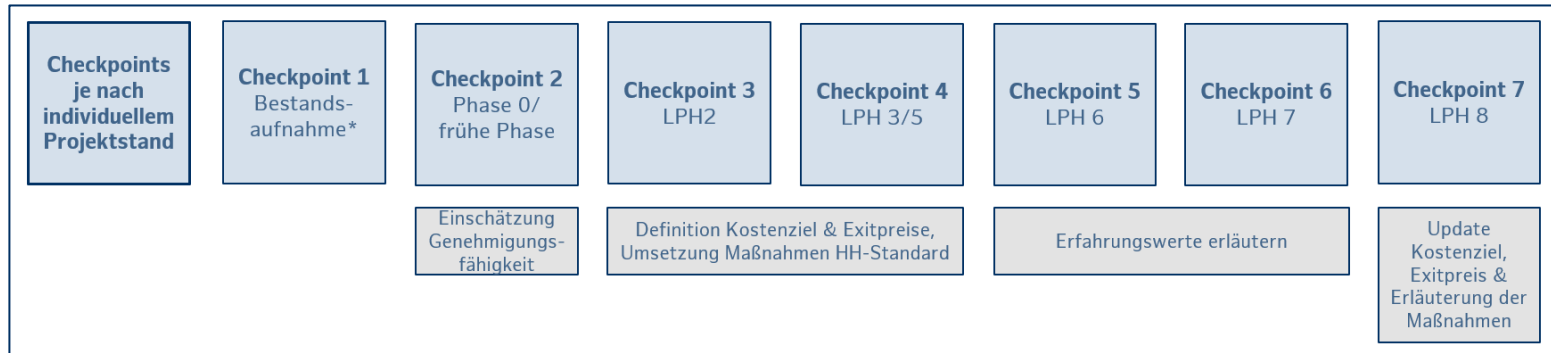 Checkpoints
je nach
individuellem
Projektstand
Checkpoint 1
Bestands-
aufnahme*
Checkpoint 2
Phase 0/
frühe Phase
Checkpoint 3
LPH2
Checkpoint 4
LPH 3/5
Checkpoint 5
LPH 6
Checkpoint 6
LPH 7
Checkpoint 7
LPH 8
Einschätzung
Genehmigungs-
fähigkeit
Definition Kostenziel & Exitpreise,
Umsetzung Maßnahmen HH-Standard
Erfahrungswerte erläutern
Update
Kostenziel,
Exitpreis &
Erläuterung der
Maßnahmen